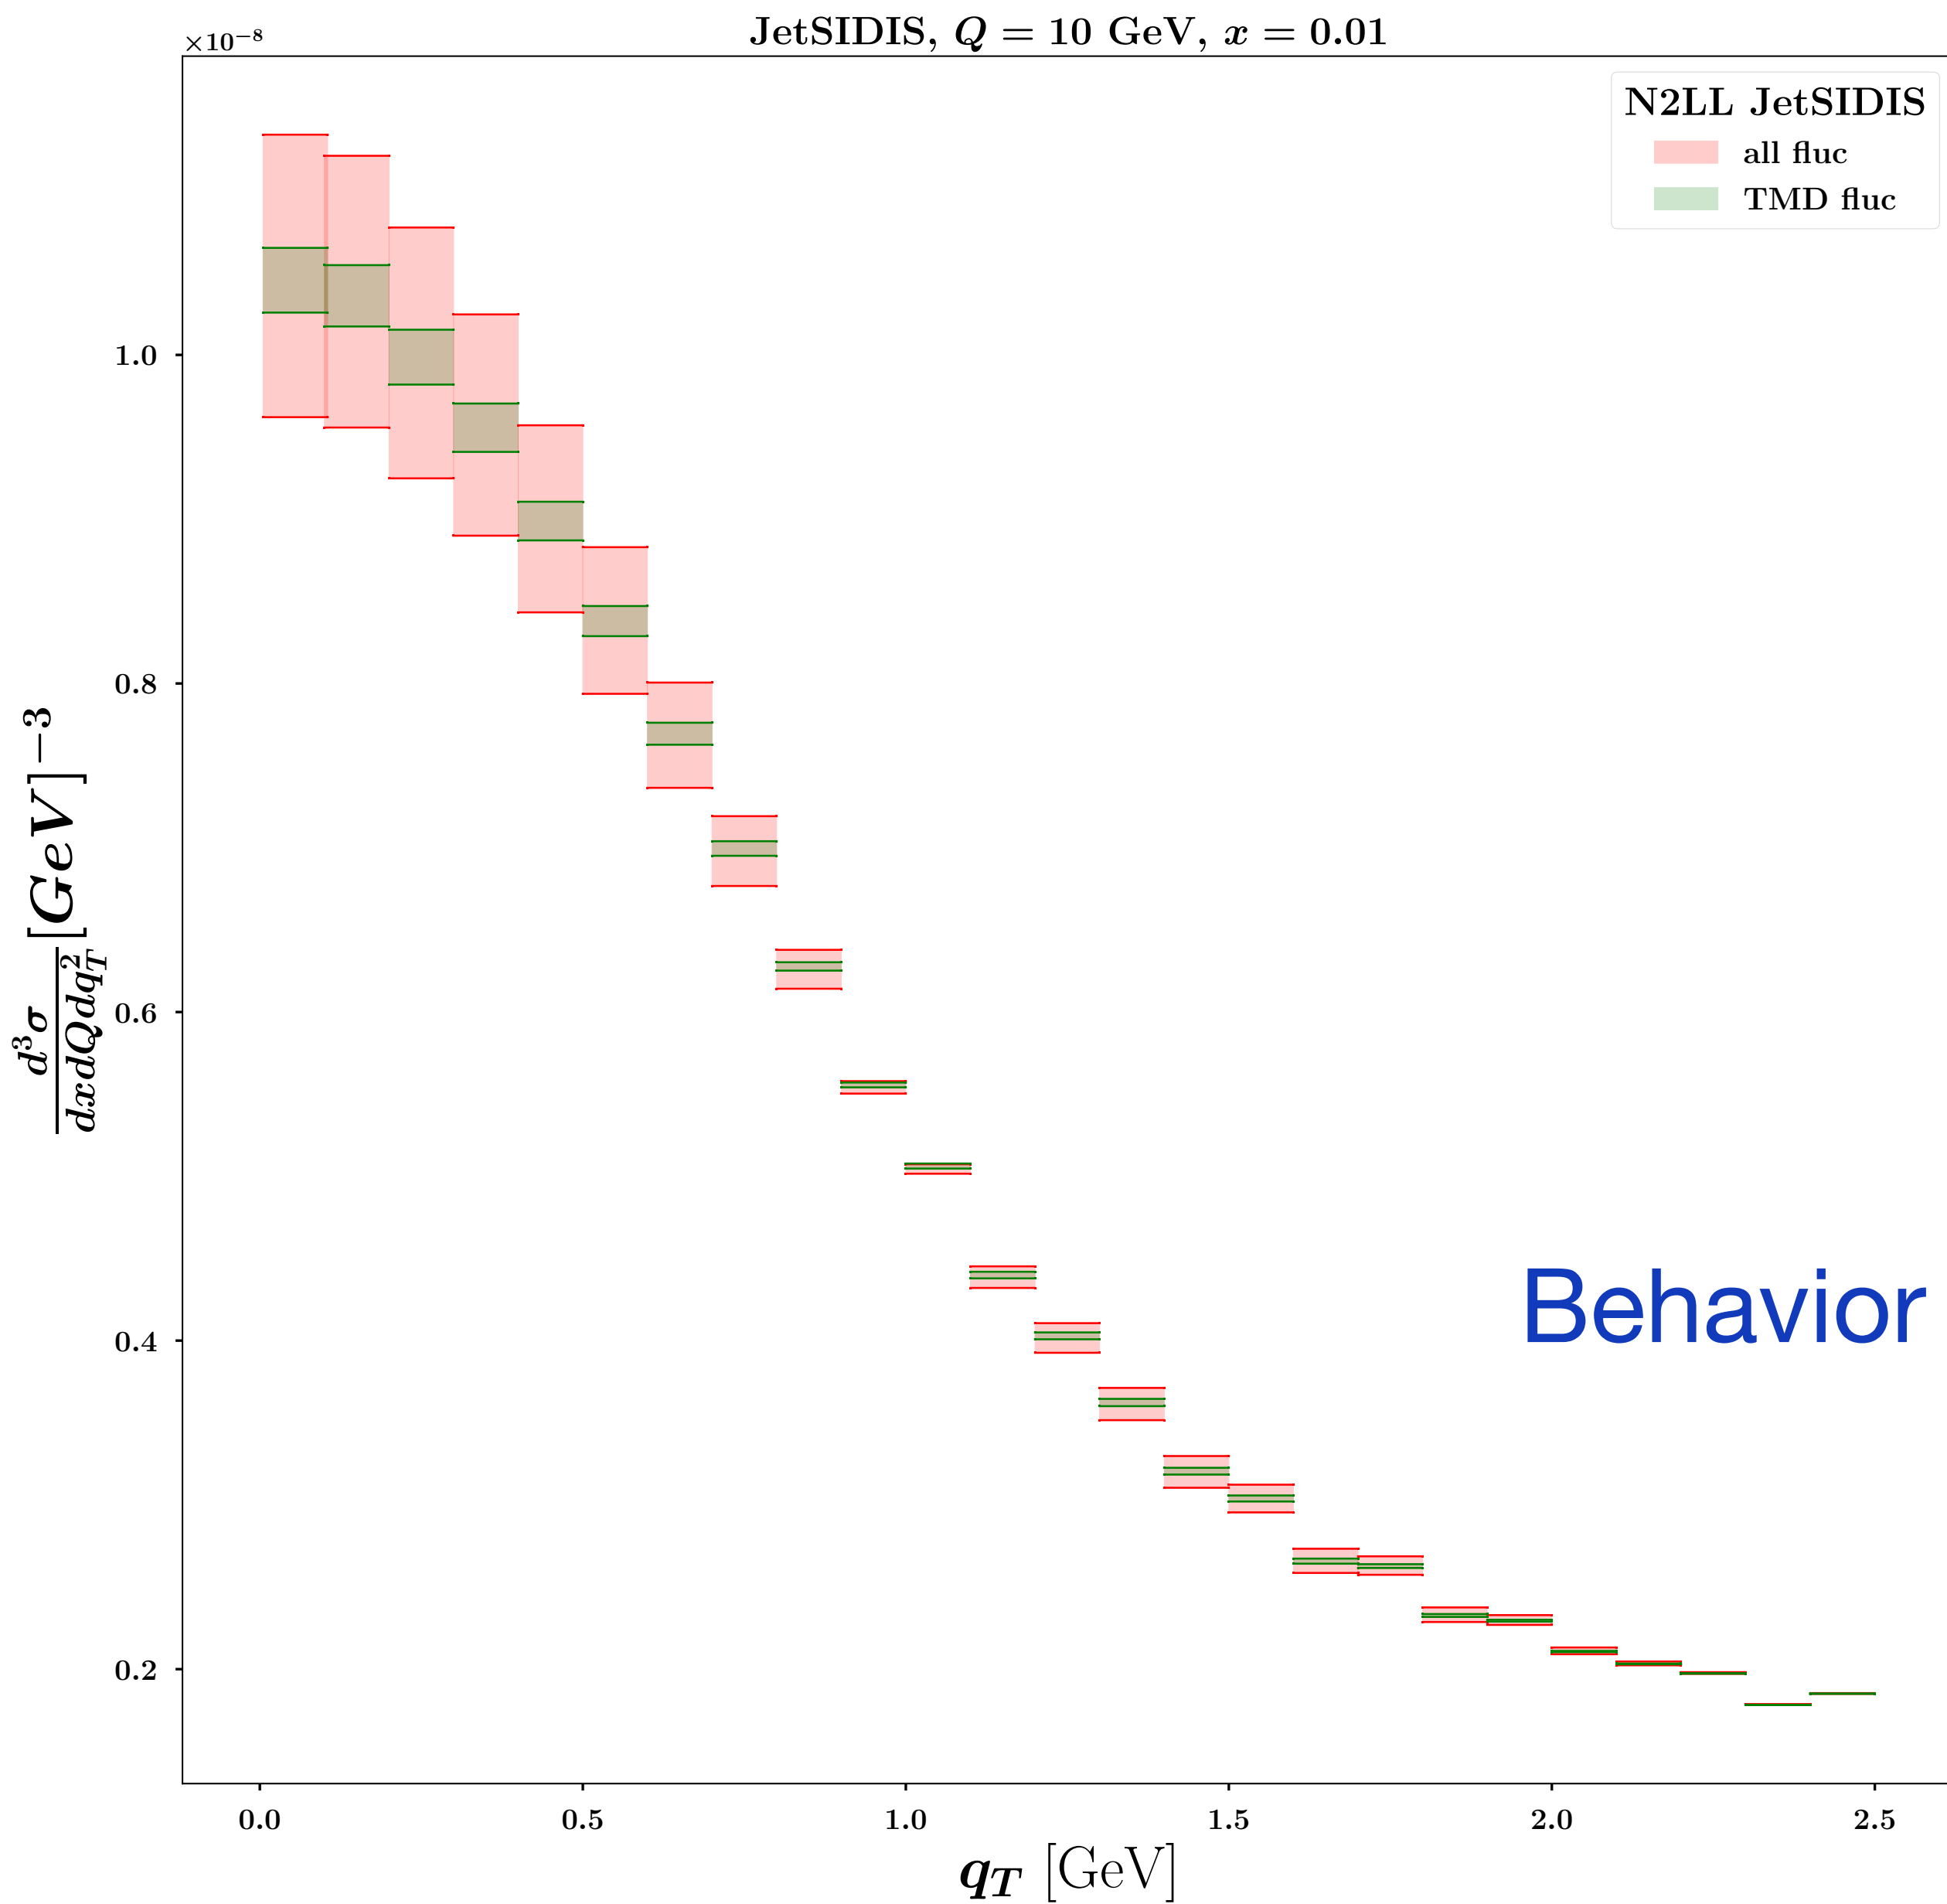 JetSIDIS, Q = 10 GeV, x = 0.01
×10⁻⁸
N2LL JetSIDIS
all fluc
TMD fluc
1.0
0.8
0.6
0.4
0.2
d³σ/dxdQdq_T² [GeV]⁻³
Behavior
0.0 0.5 1.0 1.5 2.0 2.5
q_T [GeV]